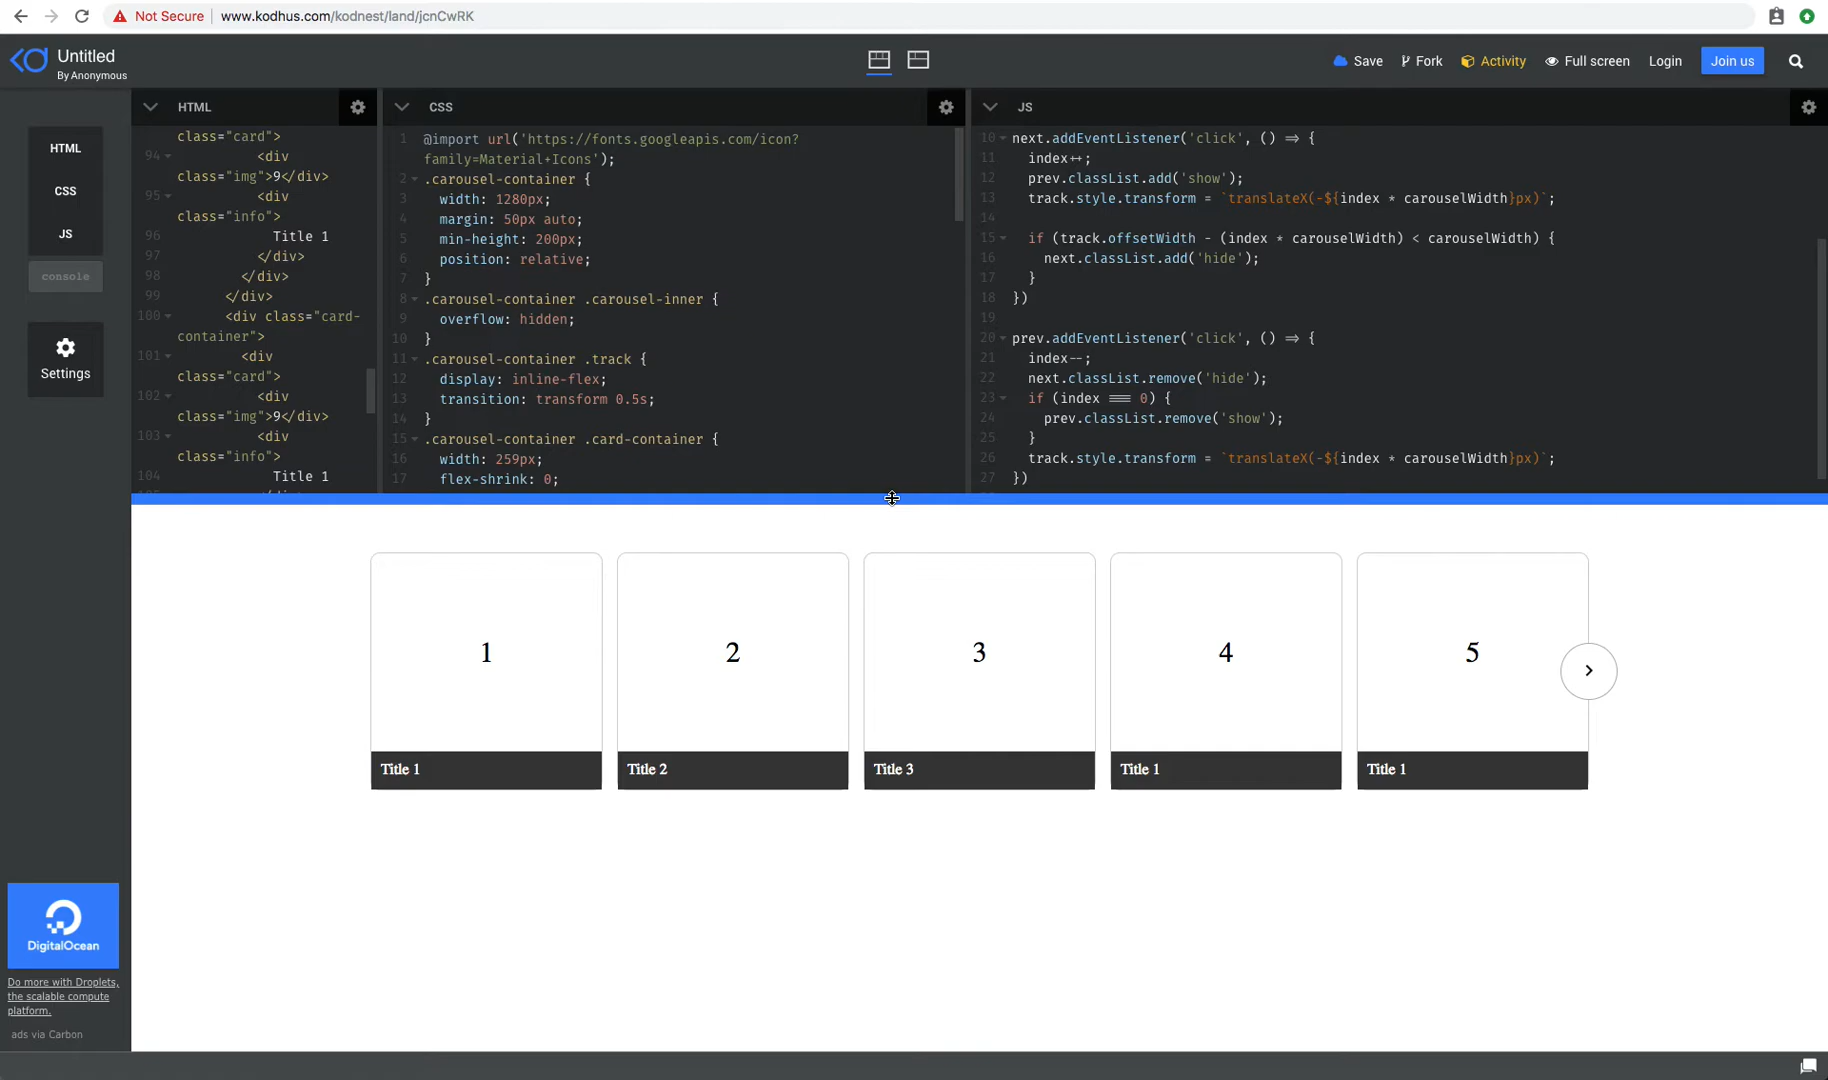 Not Secure www.kodhus.com/kodnest/land/jcnCwRK
Untitled
By Anonymous
Save
Fork
Activity
Full screen
Login
Join us
HTML
CSS
JS
console
Settings
HTML
class="card">
94 <div
class="img">9</div>
95 <div
class="info">
96 Title 1
97 </div>
98 </div>
99 </div>
100 <div class="card-
container">
101 <div
class="card">
102 <div
class="img">9</div>
103 <div
class="info">
104 Title 1
CSS
1 @import url('https://fonts.googleapis.com/icon?
family=Material+Icons');
2 .carousel-container {
3 width: 1280px;
4 margin: 50px auto;
5 min-height: 200px;
6 position: relative;
7 }
8 .carousel-container .carousel-inner {
9 overflow: hidden;
10 }
11 .carousel-container .track {
12 display: inline-flex;
13 transition: transform 0.5s;
14 }
15 .carousel-container .card-container {
16 width: 259px;
17 flex-shrink: 0;
JS
10 next.addEventListener('click', () => {
11 index++;
12 prev.classList.add('show');
13 track.style.transform = `translateX(-${index * carouselWidth}px)`;
14
15 if (track.offsetWidth - (index * carouselWidth) < carouselWidth) {
16 next.classList.add('hide');
17 }
18 })
19
20 prev.addEventListener('click', () => {
21 index--;
22 next.classList.remove('hide');
23 if (index === 0) {
24 prev.classList.remove('show');
25 }
26 track.style.transform = `translateX(-${index * carouselWidth}px)`;
27 })
1
2
3
4
5
Title 1
Title 2
Title 3
Title 1
Title 1
DigitalOcean
Do more with Droplets,
the scalable compute
platform.
ads via Carbon